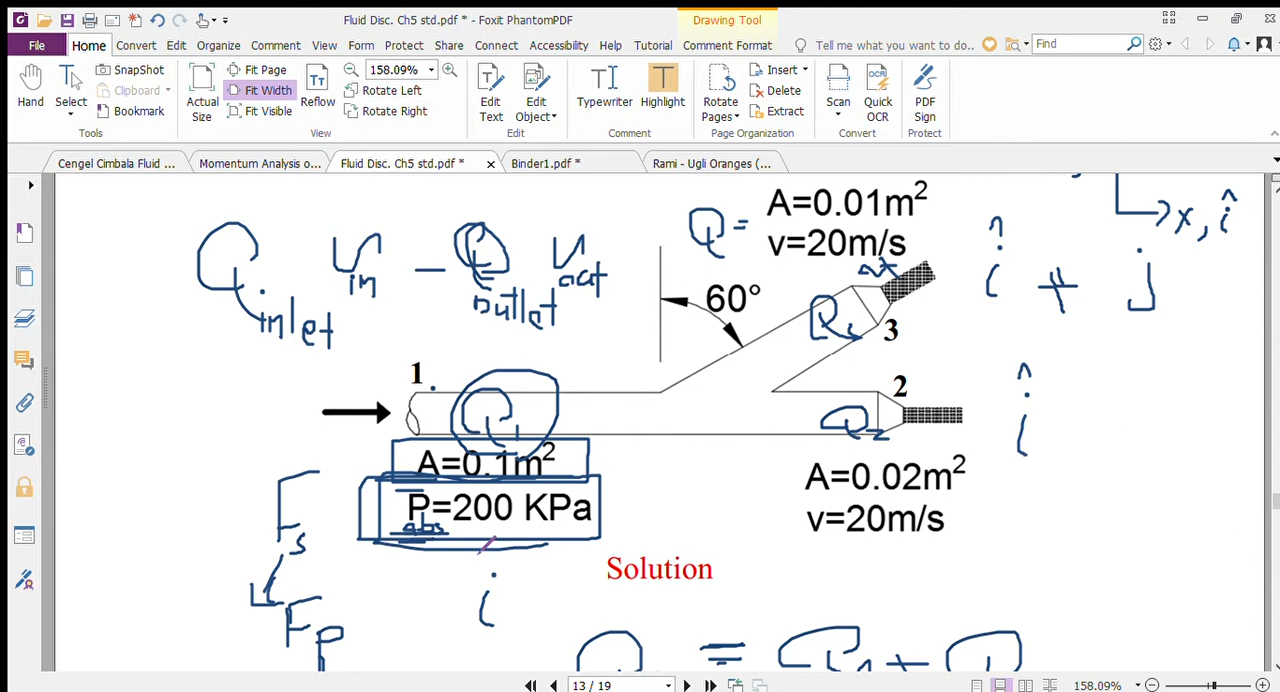 Fluid Disc. Ch5 std.pdf * - Foxit PhantomPDF
Drawing Tool
File Home Convert Edit Organize Comment View Form Protect Share Connect Accessibility Help Tutorial Comment Format Tell me what you want to do.. Find
Hand Select SnapShot Clipboard Bookmark Actual Size Fit Page Fit Width Fit Visible Reflow 158.09% Rotate Left Rotate Right Edit Text Edit Object Typewriter Highlight Rotate Pages Insert Delete Extract Scan Quick OCR PDF Sign
Tools View Edit Comment Page Organization Convert Protect
Cengel Cimbala Fluid ... Momentum Analysis o... Fluid Disc. Ch5 std.pdf * Binder1.pdf * Rami - Ugli Oranges (...
A=0.01m²
Q =
v=20m/s
x, î
Q inlet V in - Q outlet V out
î + j
60°
Q3
3
1
2
Q1
Q2
î
A=0.1m²
A=0.02m²
P=200 KPa
v=20m/s
abs
Fs
Solution
i
Fp
13 / 19
158.09%